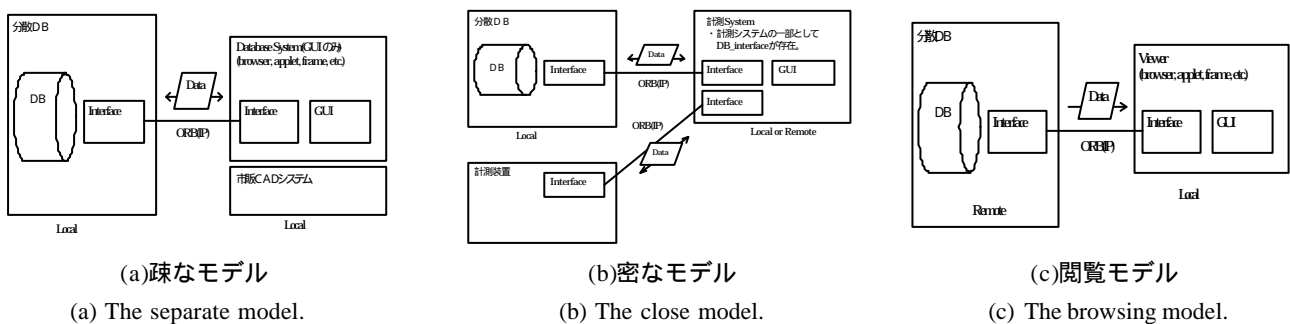 分散DB
DB
Interface
Data
ORB(IP)
Database System(GUIのみ)
(browser, applet, frame, etc.)
Interface
GUI
市販CADシステム
Local
Local
(a)疎なモデル
(a) The separate model.
分散DB
DB
Interface
Data
ORB(IP)
計測System
・計測システムの一部として
DB_interfaceが存在。
Interface
GUI
Interface
Local
ORB(IP)
Local or Remote
Data
計測装置
Interface
(b)密なモデル
(b) The close model.
分散DB
DB
Interface
Data
ORB(IP)
Viewer
(browser, applet, frame, etc.)
Interface
GUI
Remote
Local
(c)閲覧モデル
(c) The browsing model.